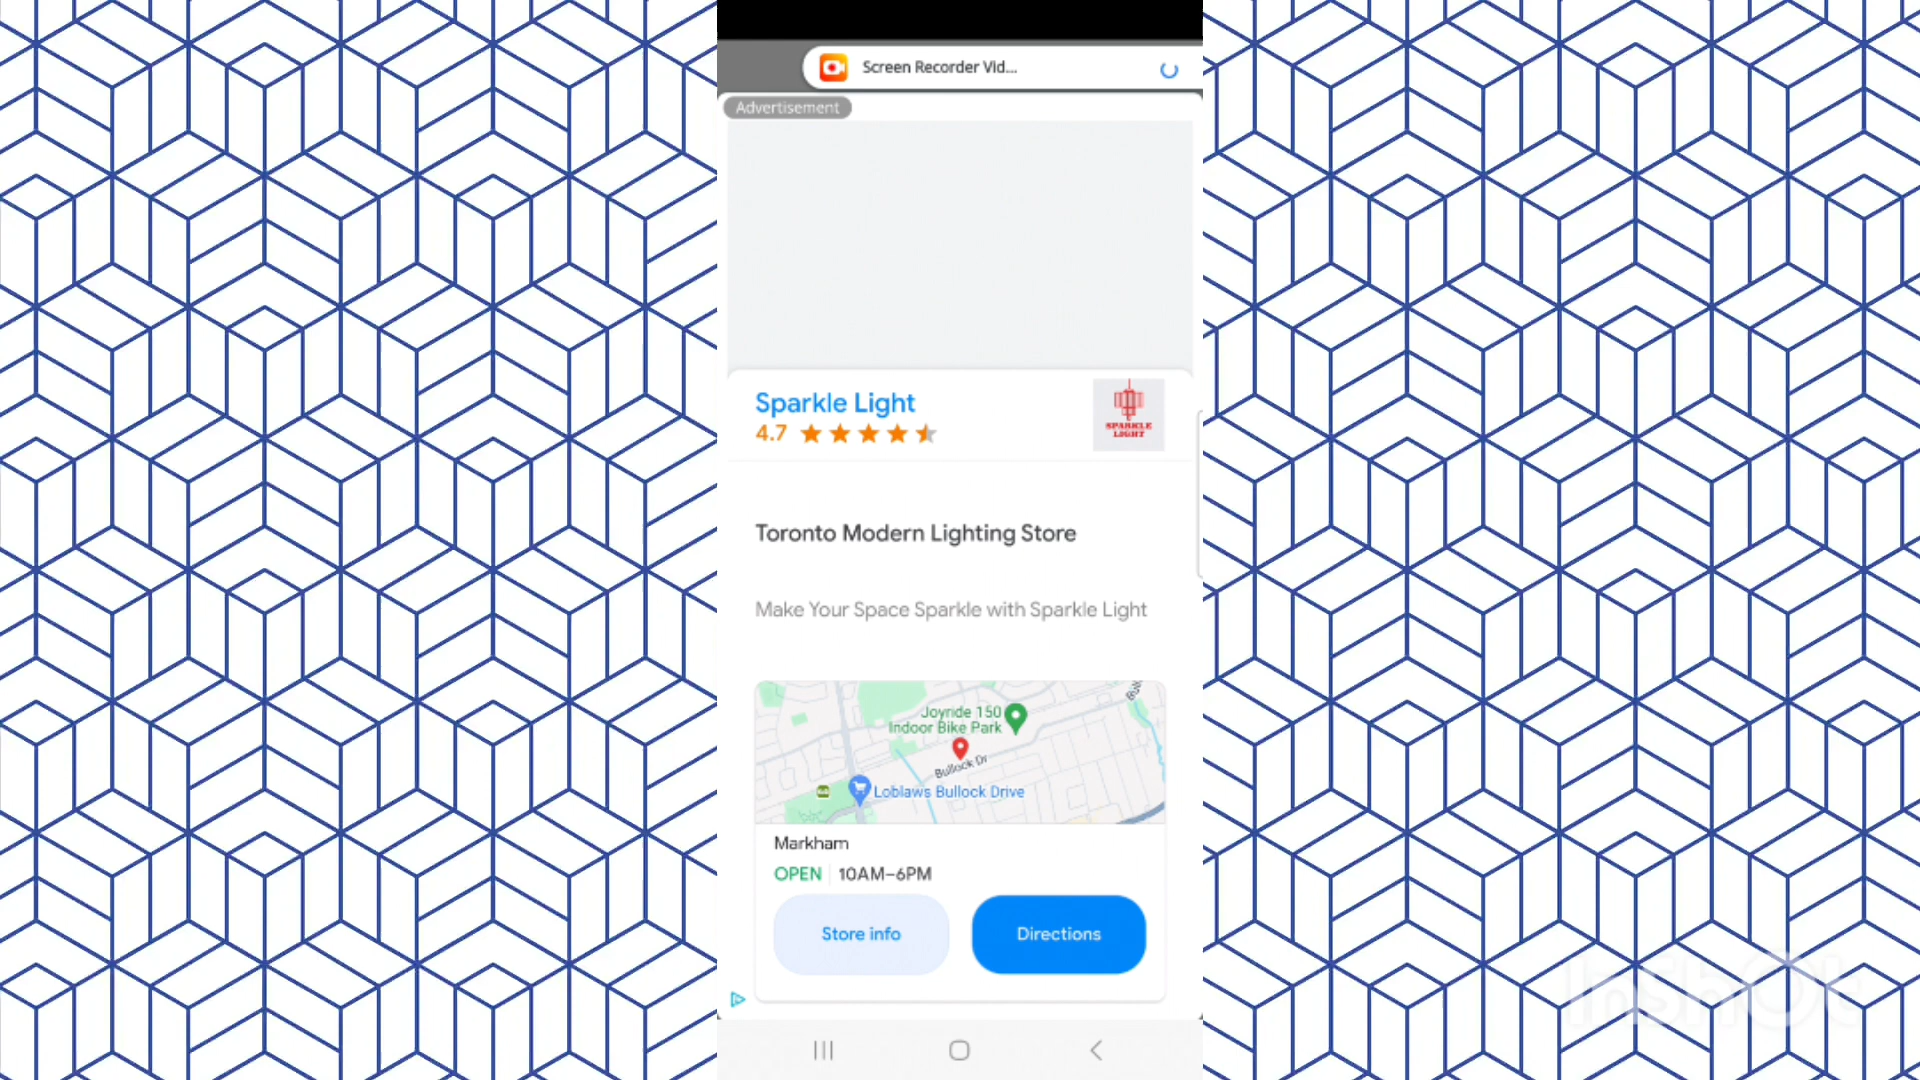 Screen Recorder Vid...
Advertisement
Sparkle Light
4.7
SPARKLE
LIGHT
Toronto Modern Lighting Store
Make Your Space Sparkle with Sparkle Light
Joyride 150
Indoor Bike Park
Bullock Dr
Loblaws Bullock Drive
Markham
OPEN 10AM–6PM
Store info
Directions
InShOt